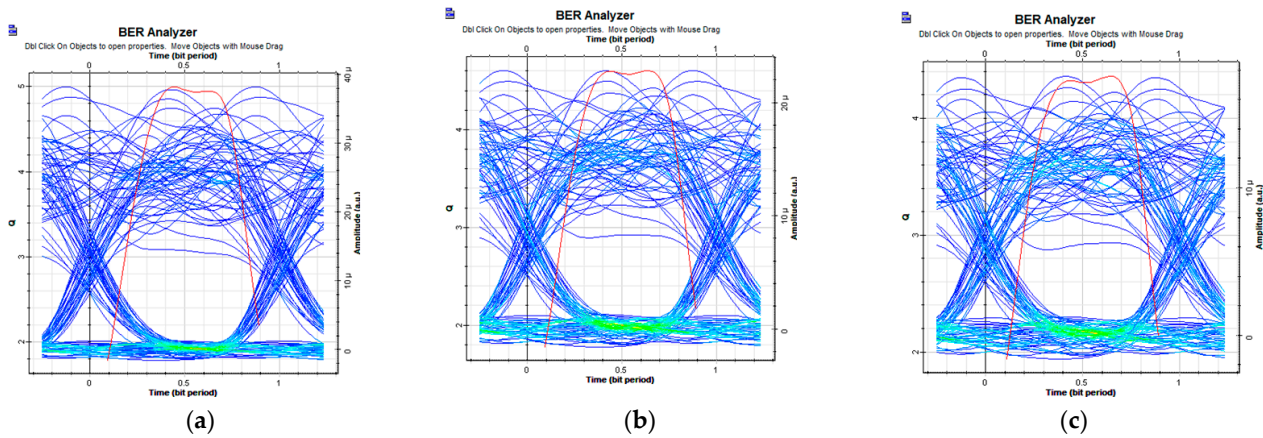 BER Analyzer
Dbl Click On Objects to open properties. Move Objects with Mouse Drag
Time (bit period)
0 0.5 1
5
4
3
2
Q
40 µ
30 µ
20 µ
10 µ
0
Amplitude (a.u.)
0 0.5 1
Time (bit period)
(a)
BER Analyzer
Dbl Click On Objects to open properties. Move Objects with Mouse Drag
Time (bit period)
0 0.5 1
4
3
2
Q
20 µ
10 µ
0
Amplitude (a.u.)
0 0.5 1
Time (bit period)
(b)
BER Analyzer
Dbl Click On Objects to open properties. Move Objects with Mouse Drag
Time (bit period)
0 0.5 1
4
3
2
Q
10 µ
0
Amplitude (a.u.)
0 0.5 1
Time (bit period)
(c)